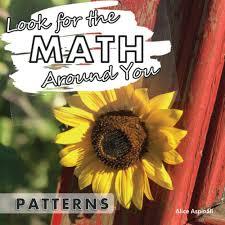 Look for the
MATH
Around You
PATTERNS
Alice Aspinall